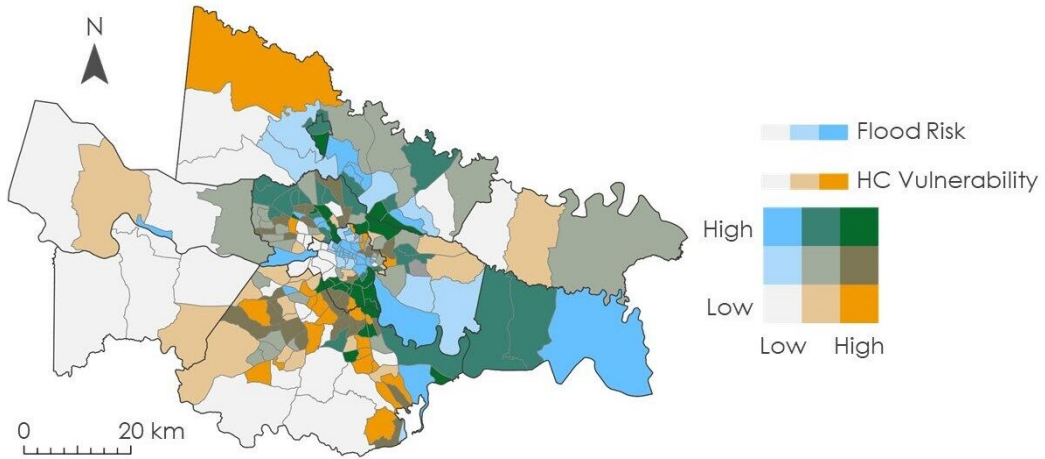 N
Flood Risk
HC Vulnerability
High
Low
Low High
0 20 km